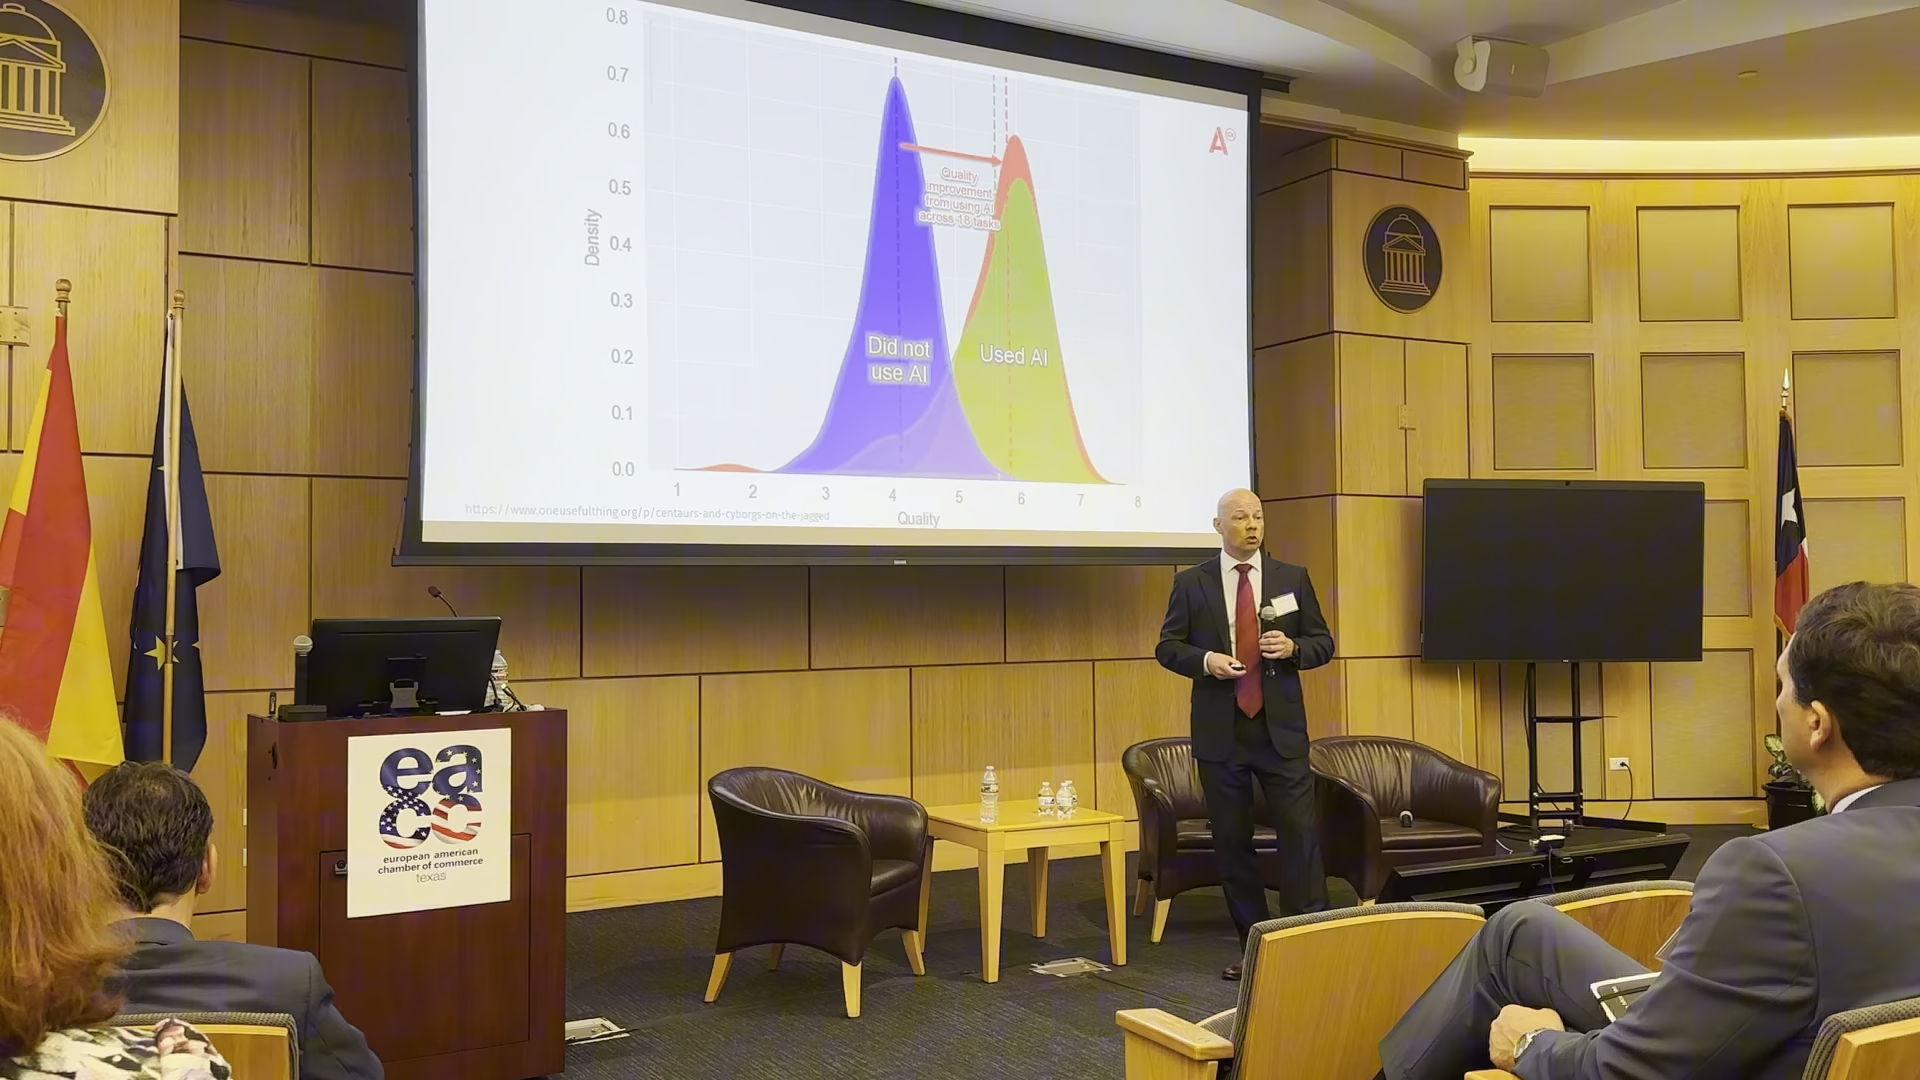 0.8
0.7
0.6
0.5
0.4
0.3
0.2
0.1
0.0
Density
Quality
improvement
from using AI
across 18 tasks
Did not
use AI
Used AI
1 2 3 4 5 6 7 8
Quality
https://www.oneusefulthing.org/p/centaurs-and-cyborgs-on-the-jagged
A
eacc
european american
chamber of commerce
texas